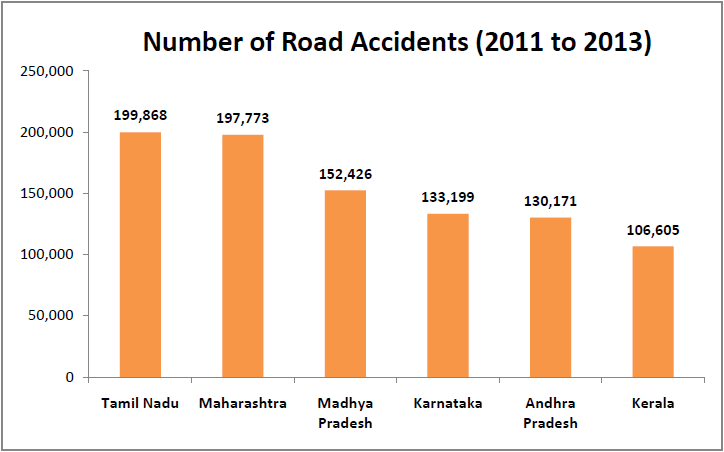 Number of Road Accidents (2011 to 2013)
250,000
200,000
150,000
100,000
50,000
0
199,868
197,773
152,426
133,199
130,171
106,605
Tamil Nadu
Maharashtra
Madhya
Pradesh
Karnataka
Andhra
Pradesh
Kerala